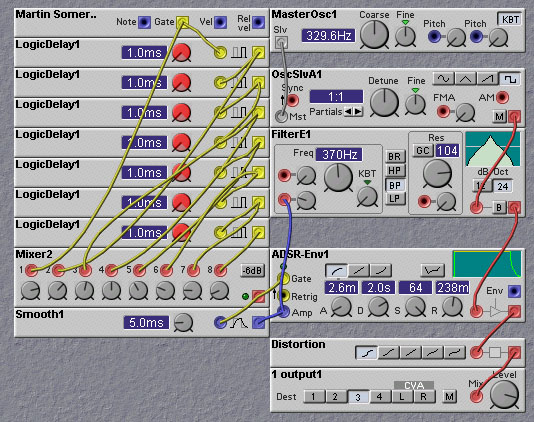 Martin Somer.. Note Gate Vel Rel vel
LogicDelay1 1.0ms
LogicDelay1 1.0ms
LogicDelay1 1.0ms
LogicDelay1 1.0ms
LogicDelay1 1.0ms
LogicDelay1 1.0ms
LogicDelay1 1.0ms
Mixer2
1 2 3 4 5 6 7 8 -6dB
Smooth1 5.0ms
MasterOsc1 Coarse Fine Pitch Pitch KBT
Slv 329.6Hz
OscSlvA1 Detune Fine
Sync 1:1 FMA AM
Mst Partials M
FilterE1 Res
Freq 370Hz GC 104
KBT BR HP BP LP
dB/Oct
12 24
B
ADSR-Env1
Gate 2.6m 2.0s 64 238m Env
Retrig
Amp A D S R
Distortion
1 output1 CVA Level
Dest 1 2 3 4 L R M Mix